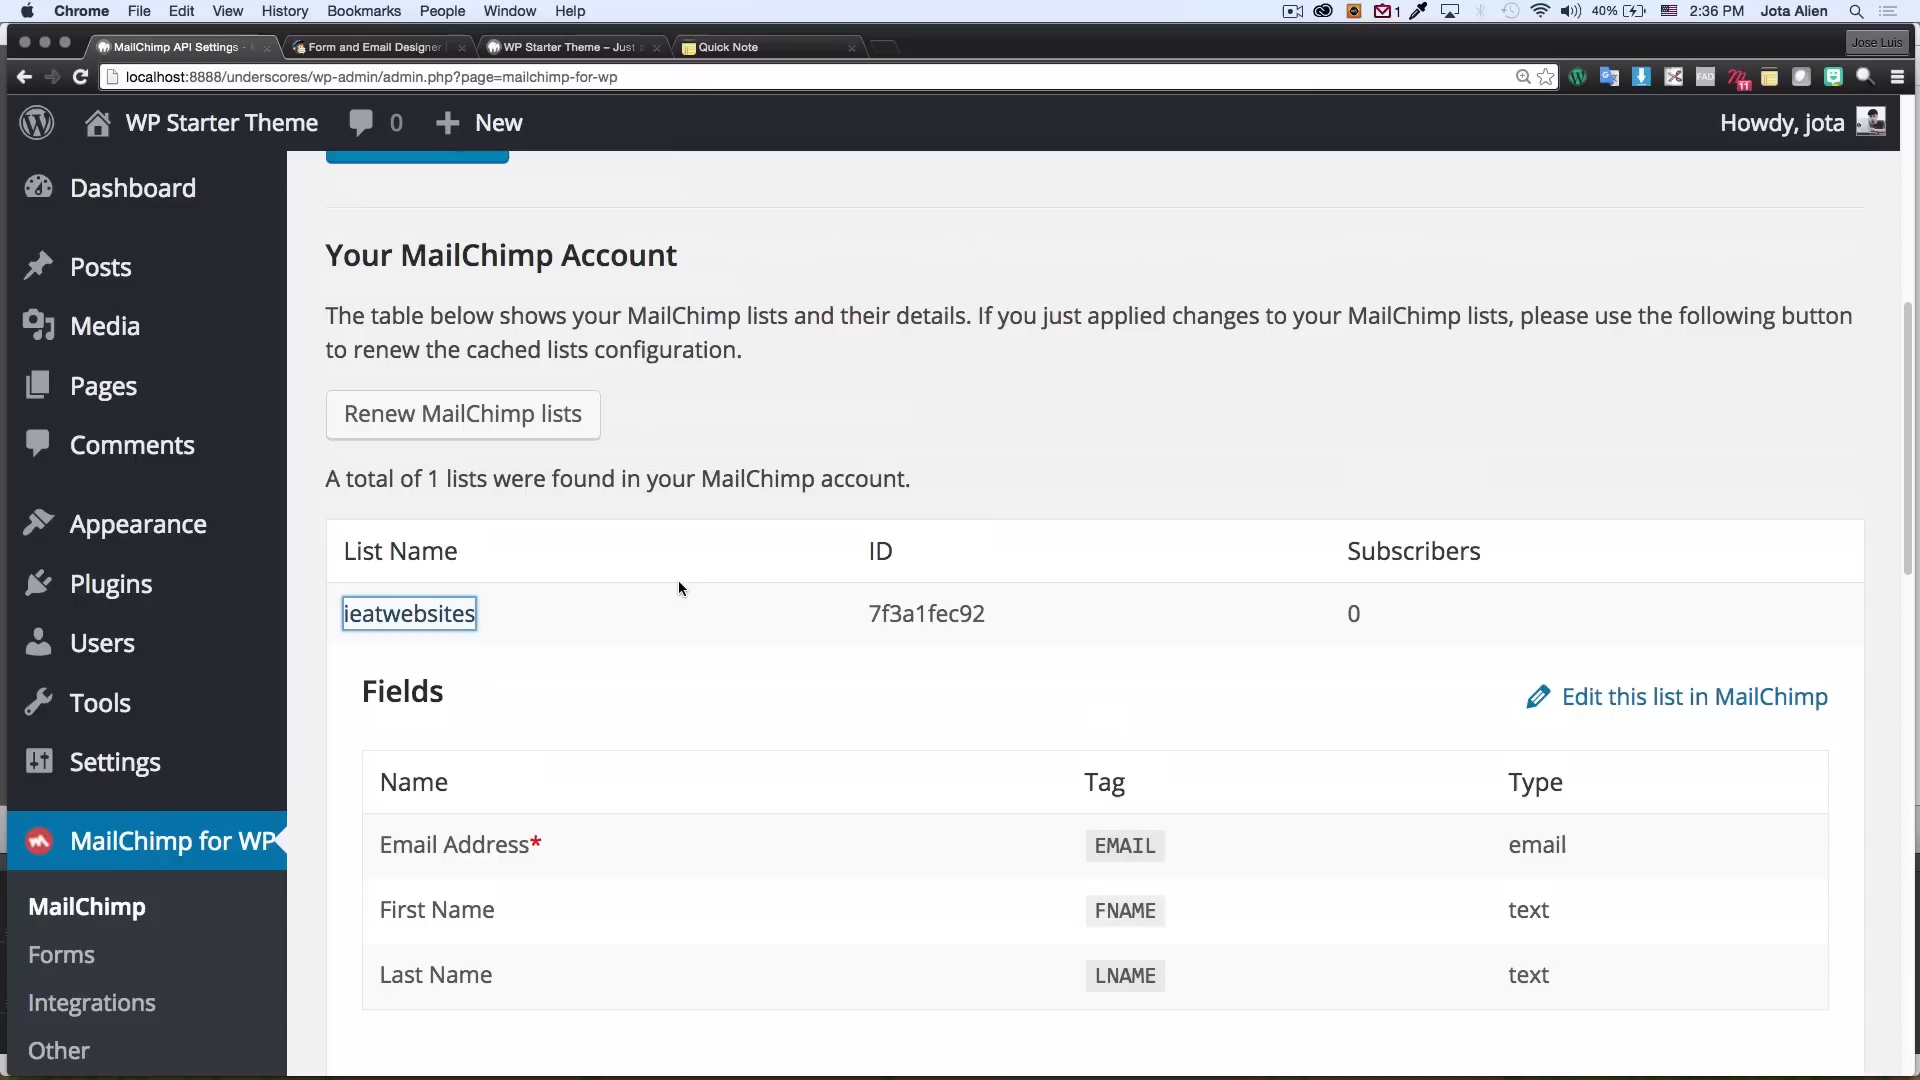 Chrome File Edit View History Bookmarks People Window Help 1 40% 2:36 PM Jota Alien
MailChimp API Settings - Form and Email Designer WP Starter Theme – Just Quick Note Jose Luis
localhost:8888/underscores/wp-admin/admin.php?page=mailchimp-for-wp FAD 11
WP Starter Theme 0 New Howdy, jota
Dashboard
Posts
Media
Pages
Comments
Appearance
Plugins
Users
Tools
Settings
MailChimp for WP
MailChimp
Forms
Integrations
Other
Your MailChimp Account
The table below shows your MailChimp lists and their details. If you just applied changes to your MailChimp lists, please use the following button
to renew the cached lists configuration.
Renew MailChimp lists
A total of 1 lists were found in your MailChimp account.
List Name ID Subscribers
ieatwebsites 7f3a1fec92 0
Fields Edit this list in MailChimp
Name Tag Type
Email Address* EMAIL email
First Name FNAME text
Last Name LNAME text